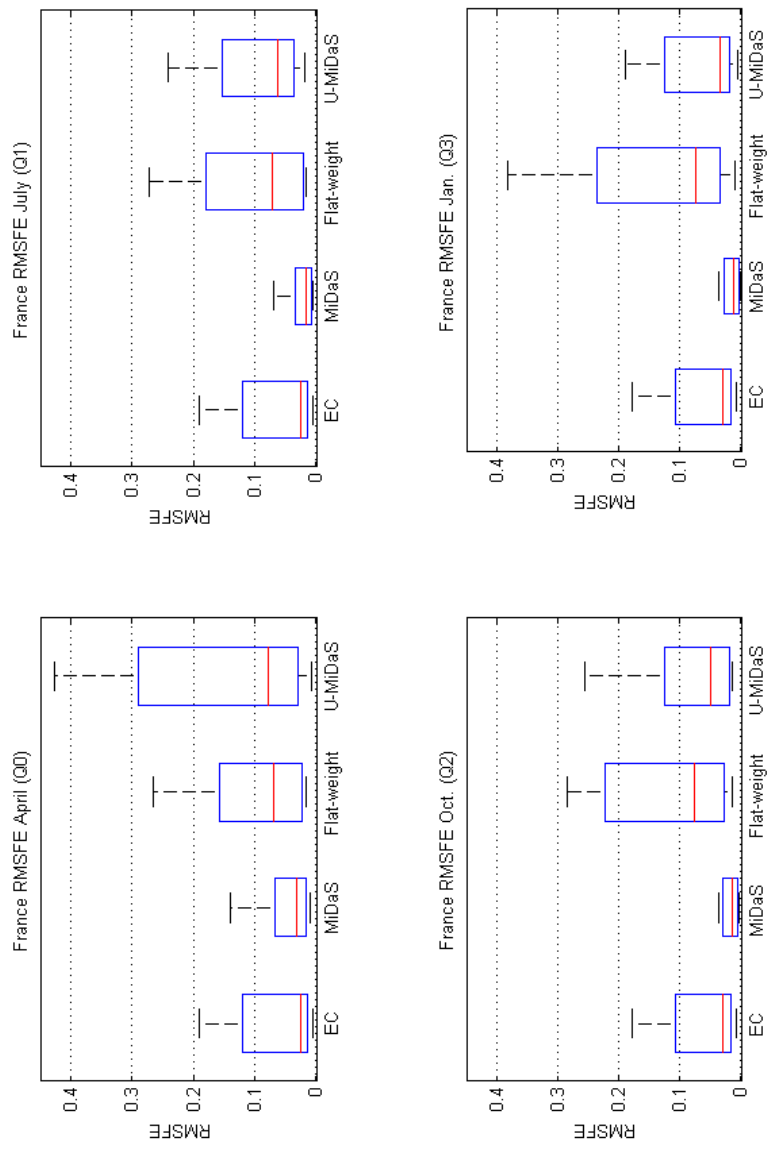 France RMSFE April (Q0)
RMSFE
0.4
0.3
0.2
0.1
0
EC
MiDaS
Flat-weight
U-MiDaS
France RMSFE July (Q1)
RMSFE
0.4
0.3
0.2
0.1
0
EC
MiDaS
Flat-weight
U-MiDaS
France RMSFE Oct. (Q2)
RMSFE
0.4
0.3
0.2
0.1
0
EC
MiDaS
Flat-weight
U-MiDaS
France RMSFE Jan. (Q3)
RMSFE
0.4
0.3
0.2
0.1
0
EC
MiDaS
Flat-weight
U-MiDaS